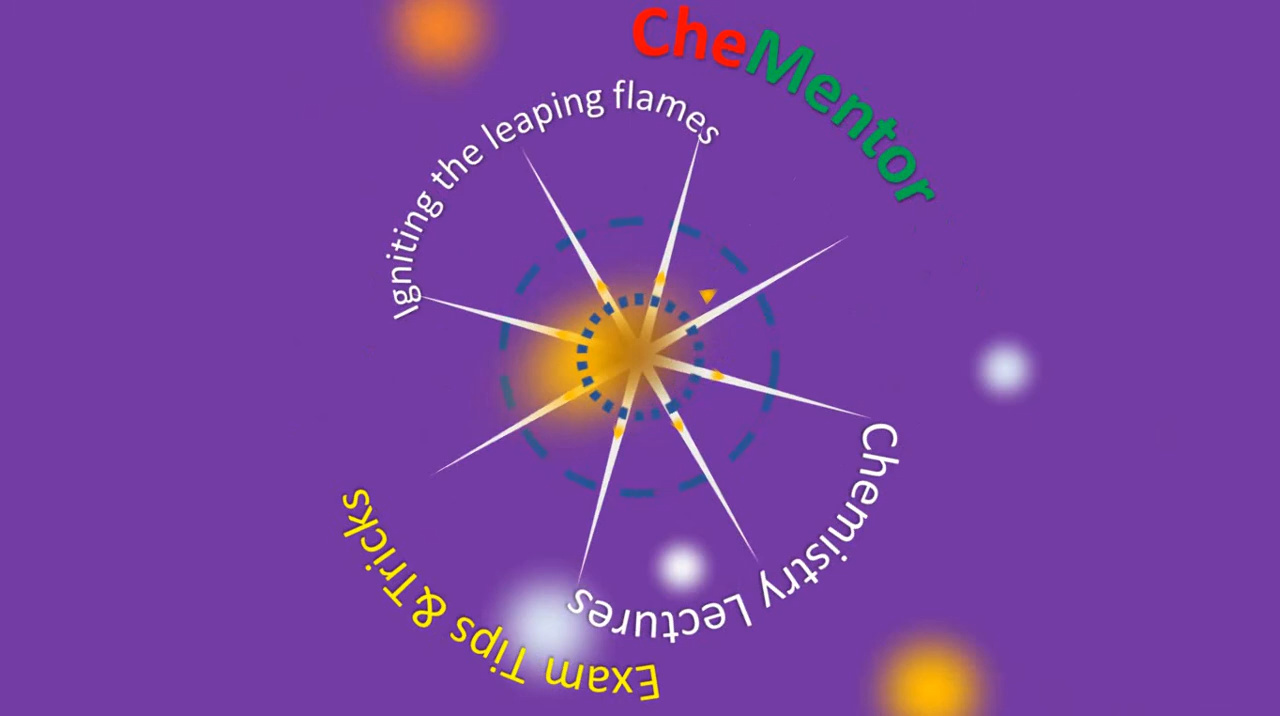 CheMentor
Igniting the leaping flames
Chemistry Lectures
Exam Tips &Tricks